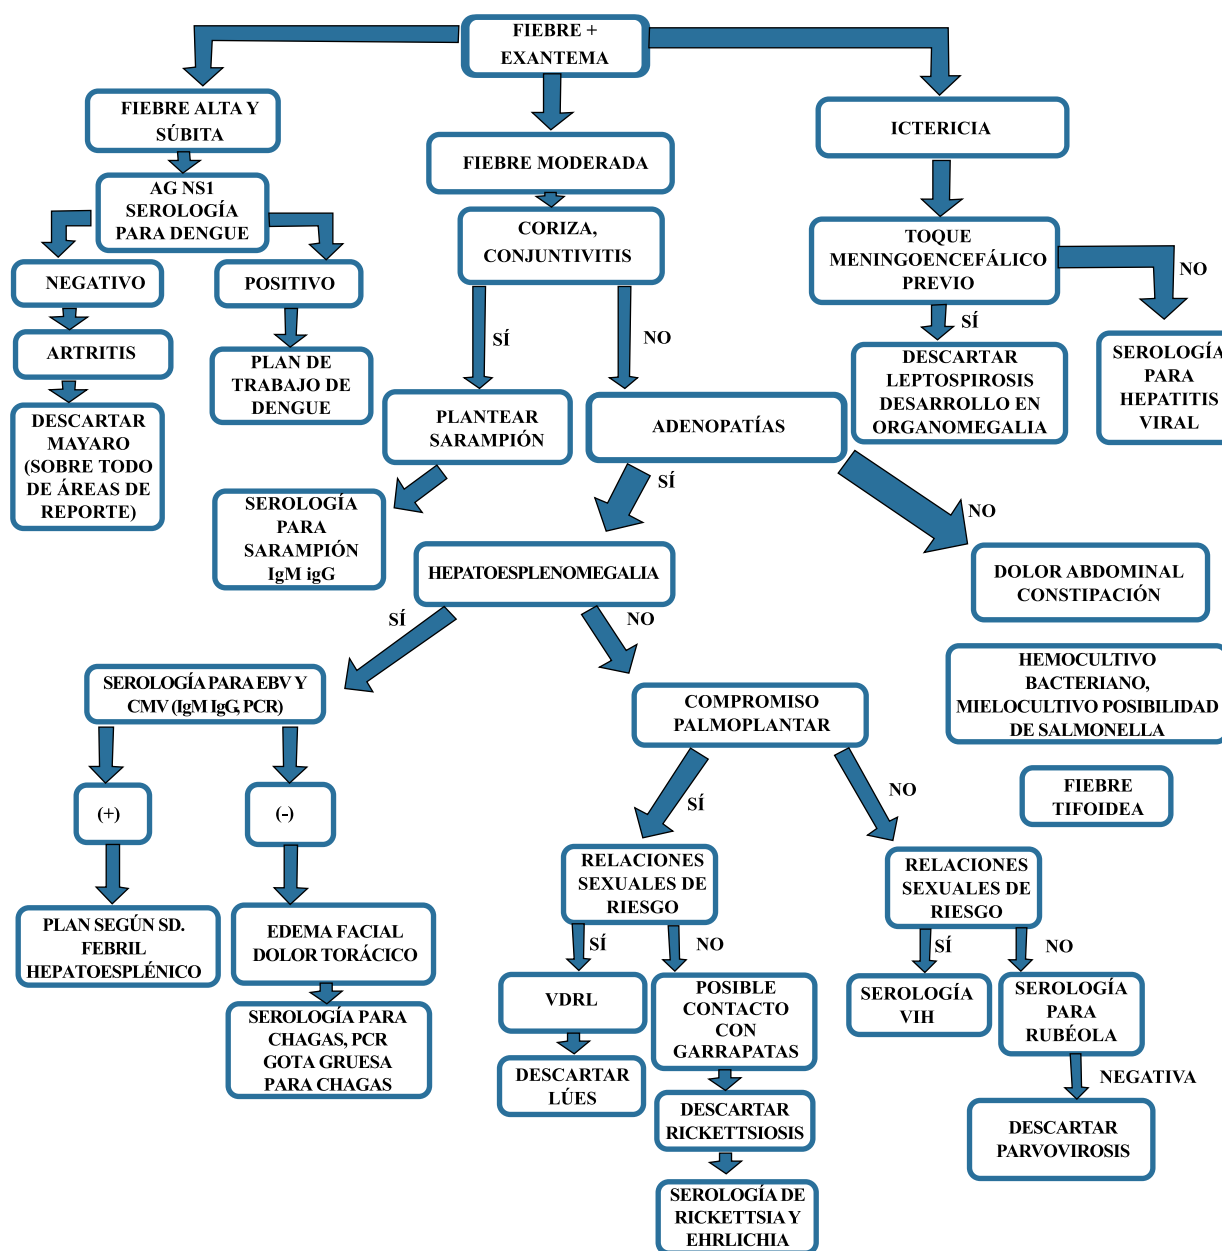 FIEBRE +
EXANTEMA
FIEBRE ALTA Y
SÚBITA
ICTERICIA
FIEBRE MODERADA
AG NS1
SEROLOGÍA
PARA DENGUE
CORIZA,
CONJUNTIVITIS
TOQUE
MENINGOENCEFÁLICO
PREVIO
NO
NEGATIVO
POSITIVO
SÍ
NO
SÍ
ARTRITIS
PLAN DE
TRABAJO DE
DENGUE
DESCARTAR
LEPTOSPIROSIS
DESARROLLO EN
ORGANOMEGALIA
SEROLOGÍA
PARA
HEPATITIS
VIRAL
DESCARTAR
MAYARO
(SOBRE TODO
DE ÁREAS DE
REPORTE)
PLANTEAR
SARAMPIÓN
ADENOPATÍAS
SÍ
NO
SEROLOGÍA
PARA
SARAMPIÓN
IgM igG
HEPATOESPLENOMEGALIA
DOLOR ABDOMINAL
CONSTIPACIÓN
SÍ
NO
HEMOCULTIVO
BACTERIANO,
MIELOCULTIVO POSIBILIDAD
DE SALMONELLA
SEROLOGÍA PARA EBV Y
CMV (IgM IgG, PCR)
COMPROMISO
PALMOPLANTAR
FIEBRE
TIFOIDEA
(+)
(-)
SÍ
NO
RELACIONES
SEXUALES DE
RIESGO
RELACIONES
SEXUALES DE
RIESGO
PLAN SEGÚN SD.
FEBRIL
HEPATOESPLÉNICO
EDEMA FACIAL
DOLOR TORÁCICO
SÍ
NO
SÍ
NO
VDRL
POSIBLE
CONTACTO
CON
GARRAPATAS
SEROLOGÍA
VIH
SEROLOGÍA
PARA
RUBÉOLA
SEROLOGÍA PARA
CHAGAS, PCR
GOTA GRUESA
PARA CHAGAS
DESCARTAR
LÚES
NEGATIVA
DESCARTAR
RICKETTSIOSIS
DESCARTAR
PARVOVIROSIS
SEROLOGÍA DE
RICKETTSIA Y
EHRLICHIA